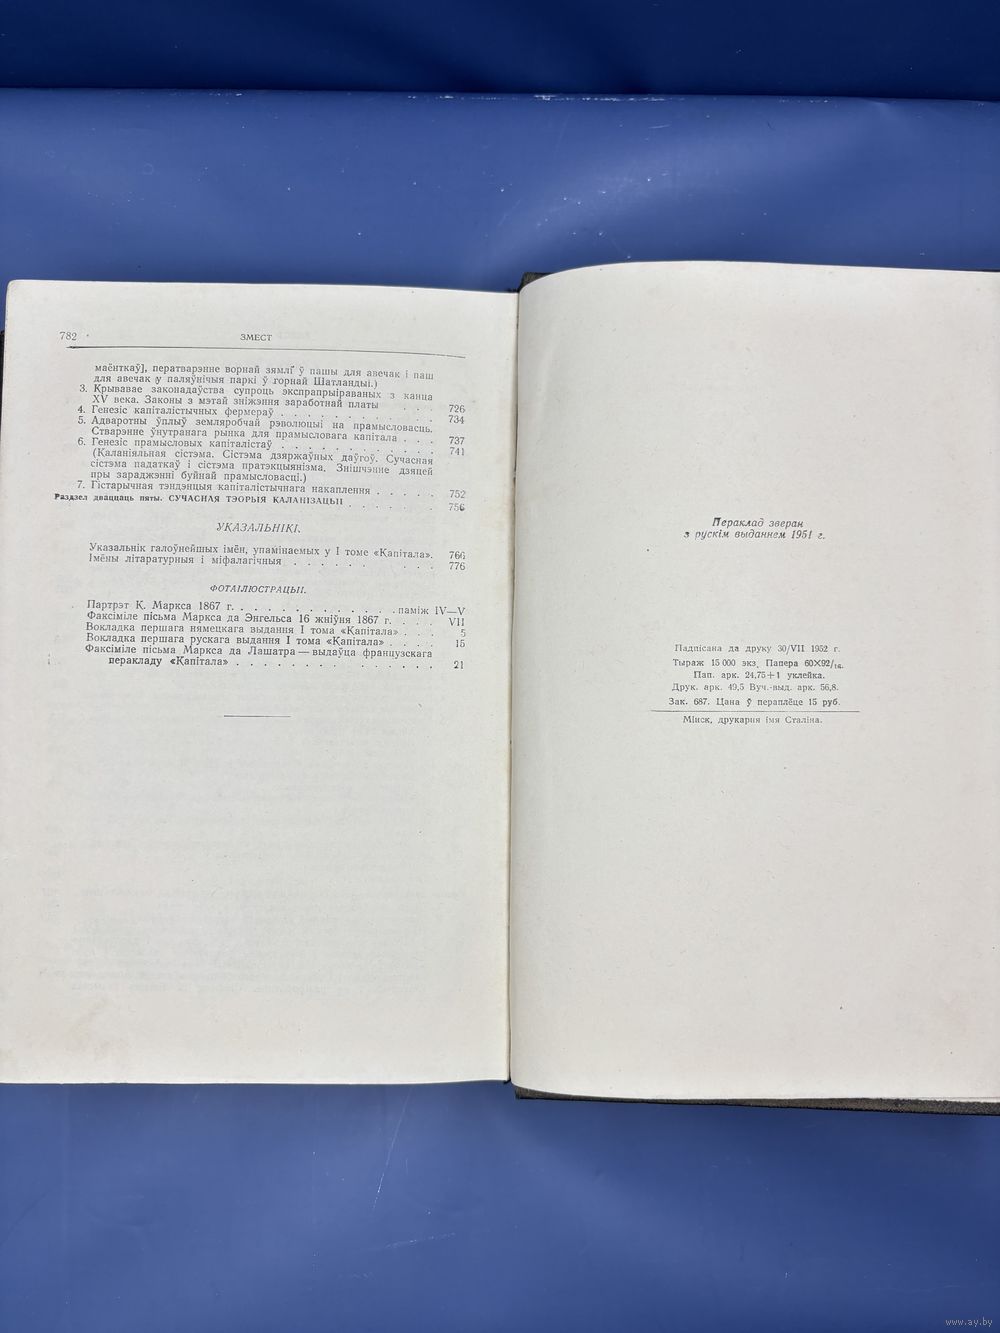 782
ЗМЕСТ
маёнткаў], ператварэнне ворнай зямлі ў пашы для авечак і паш
для авечак у паляўнічыя паркі ў горнай Шатландыі.)
3. Крывавае законадаўства супроць экспрапрыіраваных з канца
XV века. Законы з мэтай зніжэння заработнай платы . . . 726
4. Генезіс капіталістычных фермераў . . . . . . . . . . . 734
5. Адваротны ўплыў земляробчай рэволюцыі на прамысловасць.
Стварэнне ўнутранага рынка для прамысловага капітала . . . 737
6. Генезіс прамысловых капіталістаў . . . . . . . . . . . 741
(Каланіяльная сістэма. Сістэма дзяржаўных даўгоў. Сучасная
сістэма падаткаў і сістэма пратэкцыянізма. Знішчэнне дзяцей
пры зараджэнні буйнай прамысловасці.)
7. Гістарычная тэндэнцыя капіталістычнага накаплення . . . . . 752
Раздзел дваццаць пяты. СУЧАСНАЯ ТЭОРЫЯ КАЛАНІЗАЦЫІ . . . . . . 756
УКАЗАЛЬНІКІ.
Указальнік галоўнейшых імён, упамінаемых у I томе «Капітала». 766
Імёны літаратурныя і міфалагічныя . . . . . . . . . 776
ФОТАІЛЮСТРАЦЫІ.
Партрэт К. Маркса 1867 г. . . . . . . . . . . . . паміж IV—V
Факсіміле пісьма Маркса да Энгельса 16 жніўня 1867 г. . . . VII
Вокладка першага нямецкага выдання I тома «Капітала» . . . 5
Вокладка першага рускага выдання I тома «Капітала» . . . . 15
Факсіміле пісьма Маркса да Лашатра — выдаўца французскага
перакладу «Капітала» . . . . . . . . . . . . . . 21
Пераклад зверан
з рускім выданнем 1951 г.
Падпісана да друку 30/VII 1952 г.
Тыраж 15 000 экз. Папера 60×92/16.
Пап. арк. 24,75+1 уклейка.
Друк. арк. 49,5 Вуч.-выд. арк. 56,8.
Зак. 687. Цана ў пераплёце 15 руб.
Мінск, друкарня імя Сталіна.
www.ay.by